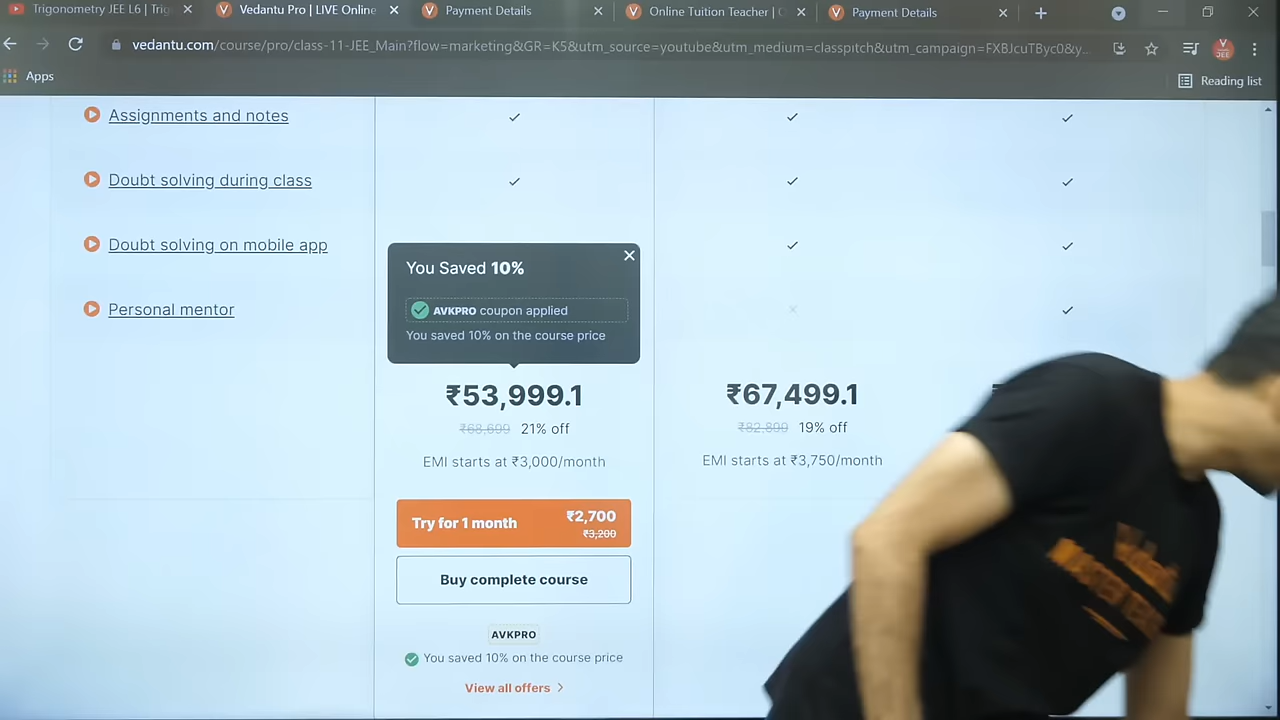 Trigonometry JEE L6 | Trig
Vedantu Pro | LIVE Online
Payment Details
Online Tuition Teacher |
Payment Details
vedantu.com/course/pro/class-11-JEE_Main?flow=marketing&GR=K5&utm_source=youtube&utm_medium=classpitch&utm_campaign=FXBJcuTByc0&y...
Apps
Reading list
Assignments and notes
Doubt solving during class
Doubt solving on mobile app
Personal mentor
You Saved 10%
AVKPRO coupon applied
You saved 10% on the course price
₹53,999.1
₹68,699 21% off
EMI starts at ₹3,000/month
₹67,499.1
₹82,899 19% off
EMI starts at ₹3,750/month
Try for 1 month ₹2,700
₹3,200
Buy complete course
AVKPRO
You saved 10% on the course price
View all offers